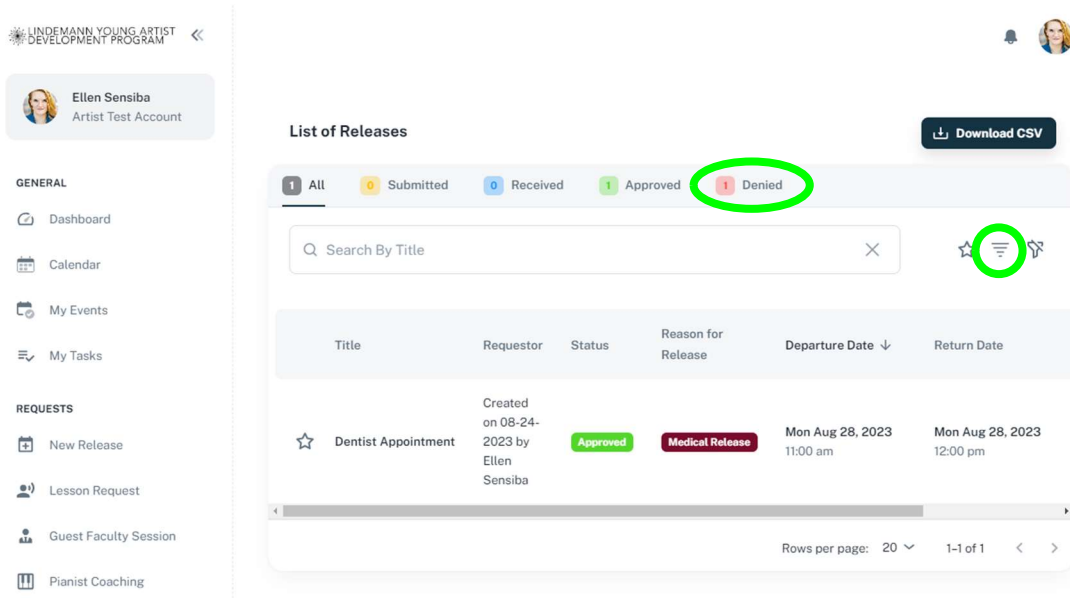 LINDEMANN YOUNG ARTIST
DEVELOPMENT PROGRAM
Ellen Sensiba
Artist Test Account
GENERAL
Dashboard
Calendar
My Events
My Tasks
REQUESTS
New Release
Lesson Request
Guest Faculty Session
Pianist Coaching
List of Releases
Download CSV
1 All 0 Submitted 0 Received 1 Approved 1 Denied
Search By Title
Title Requestor Status Reason for Release Departure Date Return Date
Dentist Appointment
Created
on 08-24-
2023 by
Ellen
Sensiba
Approved
Medical Release
Mon Aug 28, 2023
11:00 am
Mon Aug 28, 2023
12:00 pm
Rows per page: 20 1–1 of 1